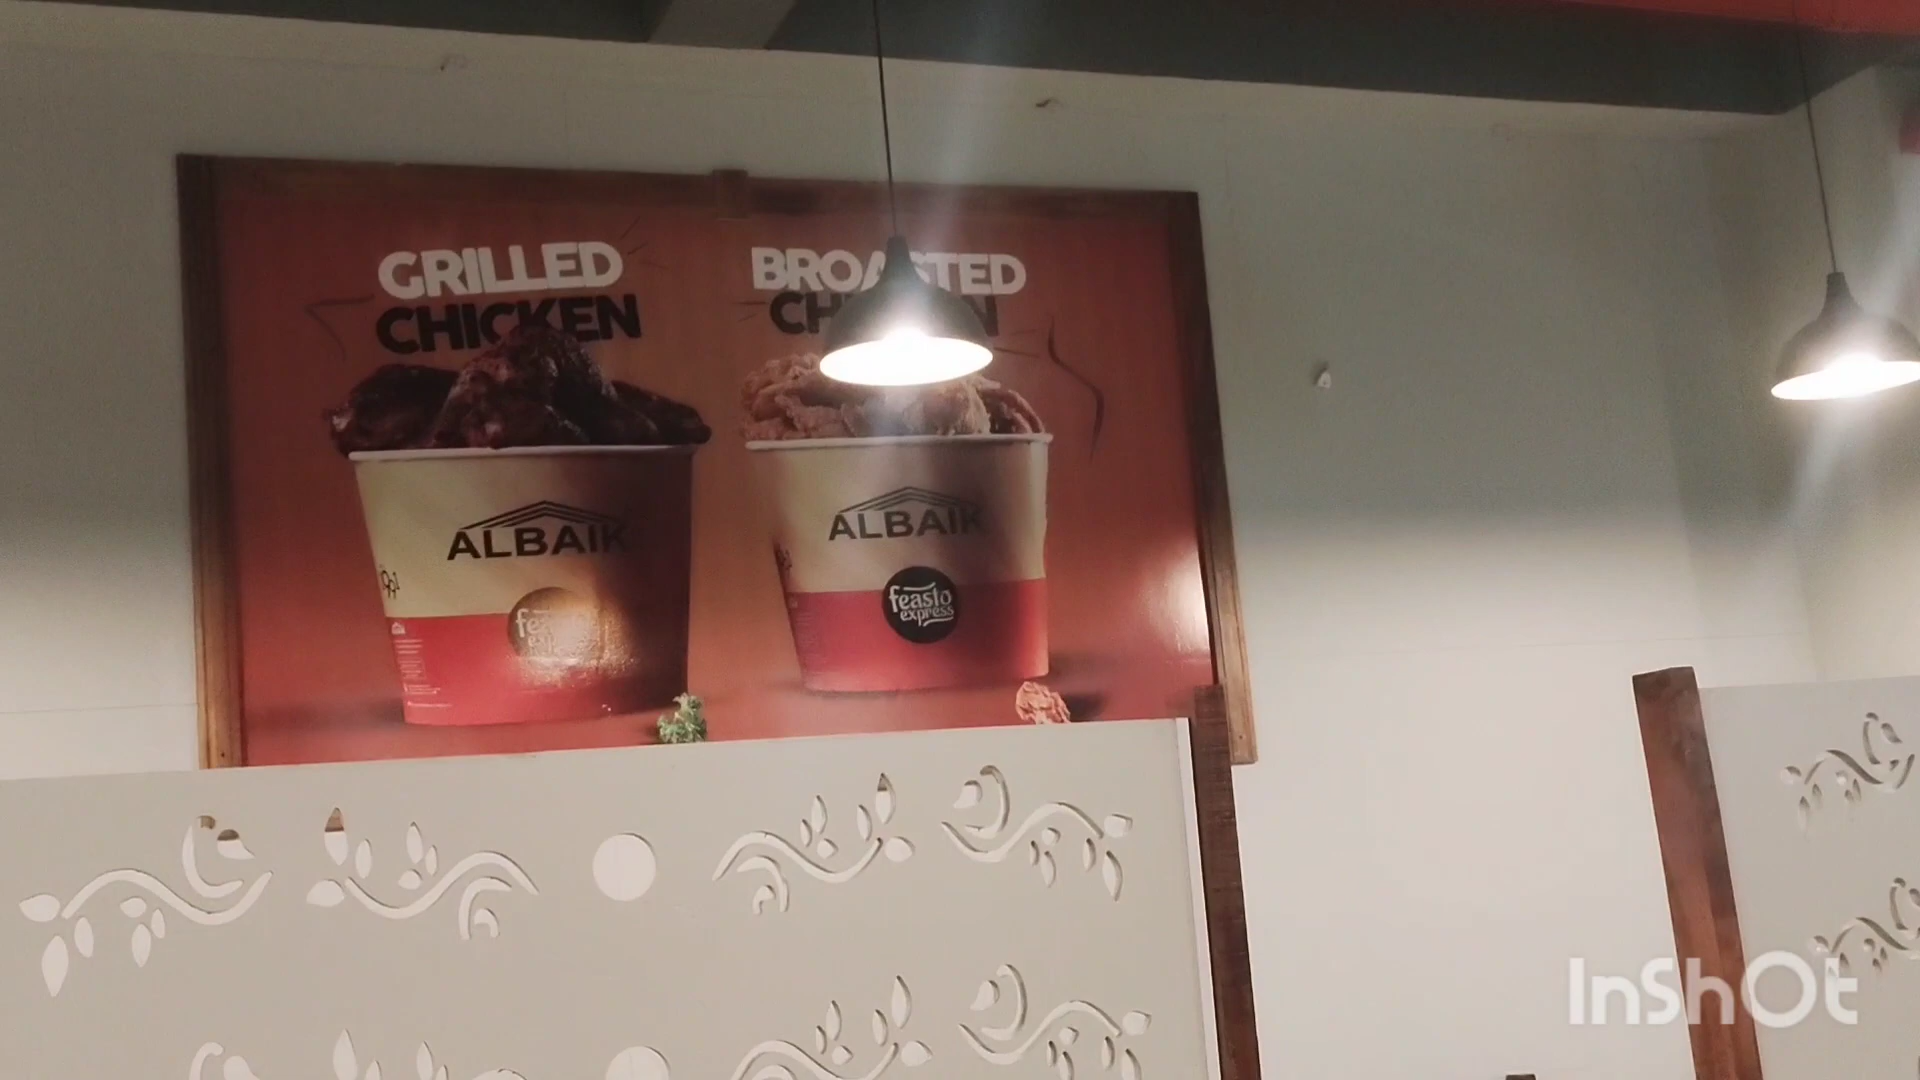 GRILLED
CHICKEN
BROASTED
ALBAIK
ALBAIK
feasto
express
InShOt